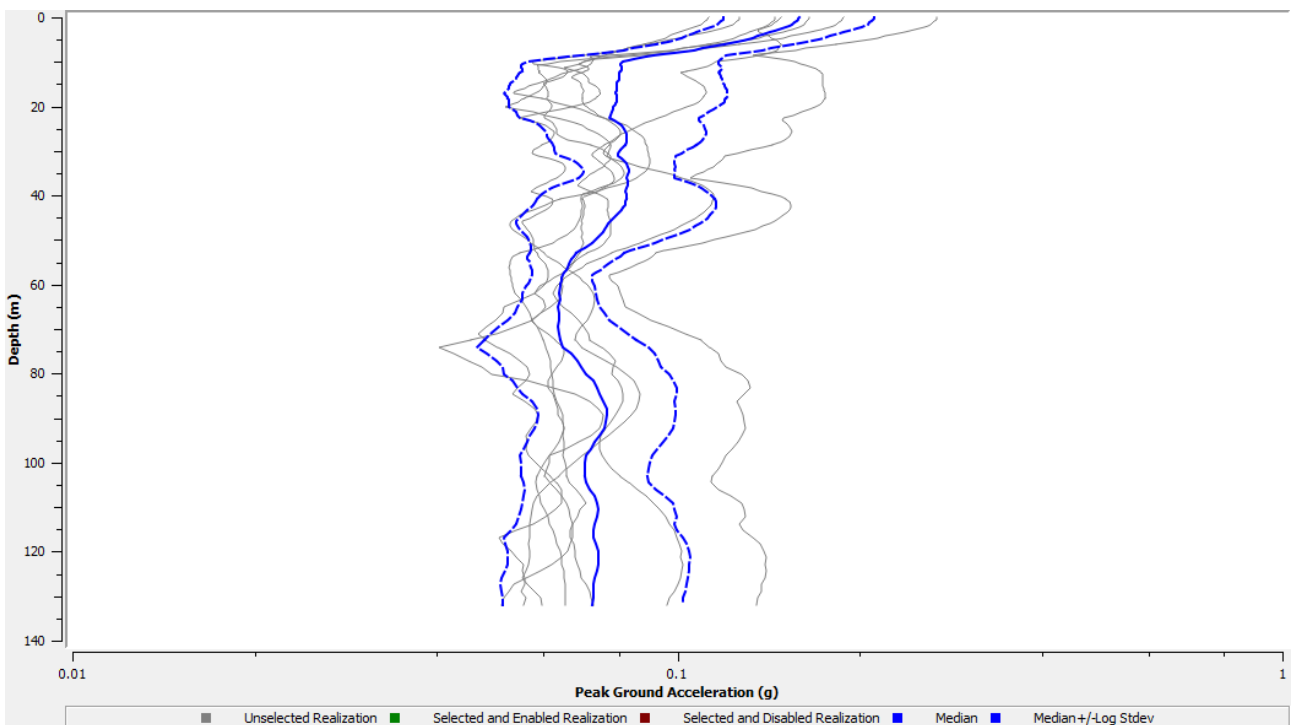 0
20
40
60
80
100
120
140
Depth (m)
0.01 0.1 1
Peak Ground Acceleration (g)
Unselected Realization Selected and Enabled Realization Selected and Disabled Realization Median Median+/-Log Stdev